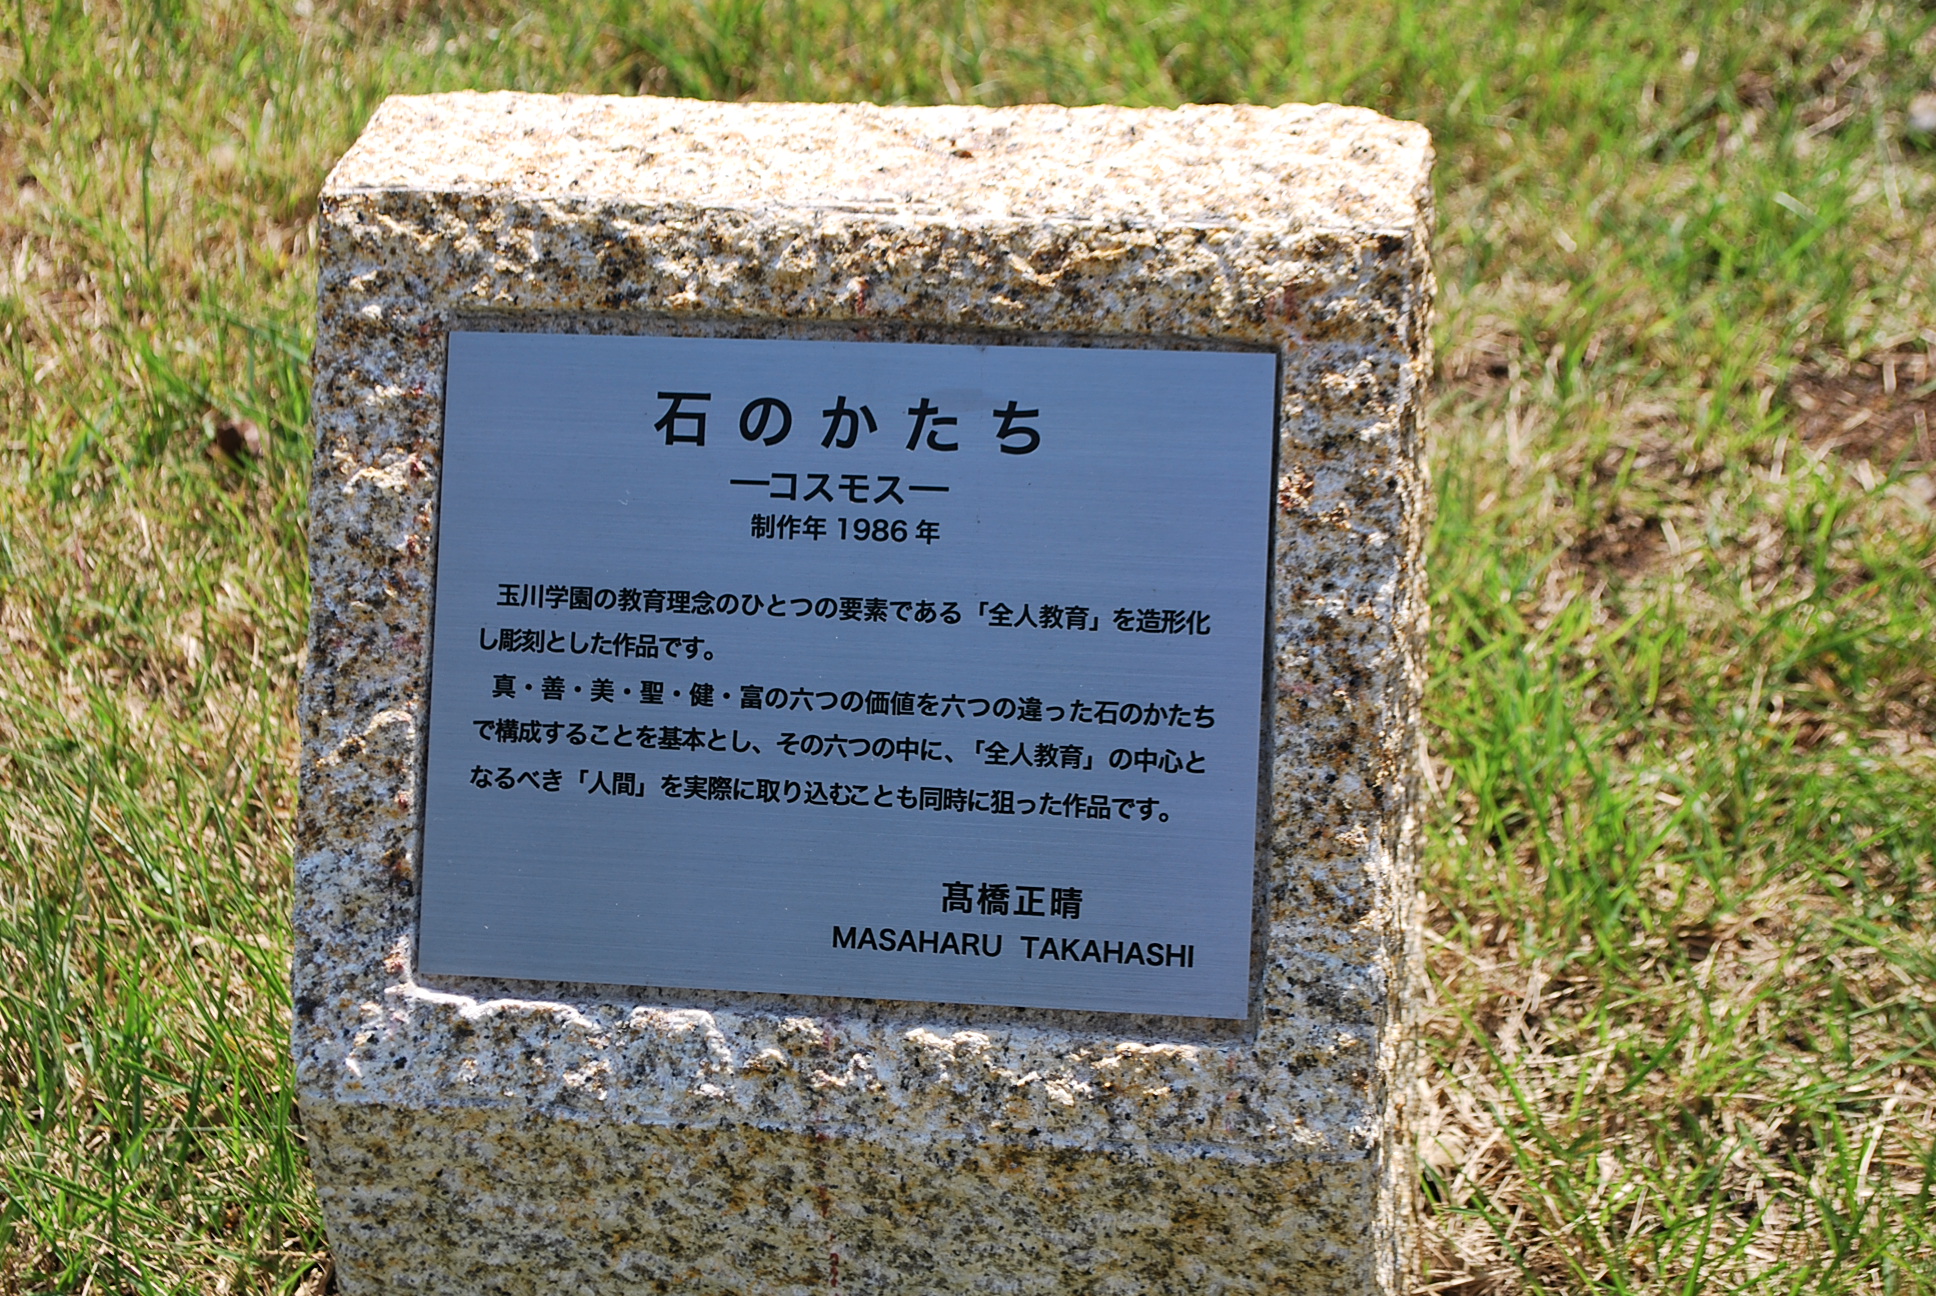 石のかたち
―コスモス―
制作年 1986 年
玉川学園の教育理念のひとつの要素である「全人教育」を造形化
し彫刻とした作品です。
真・善・美・聖・健・富の六つの価値を六つの違った石のかたち
で構成することを基本とし、その六つの中に、「全人教育」の中心と
なるべき「人間」を実際に取り込むことも同時に狙った作品です。
髙橋正晴
MASAHARU TAKAHASHI